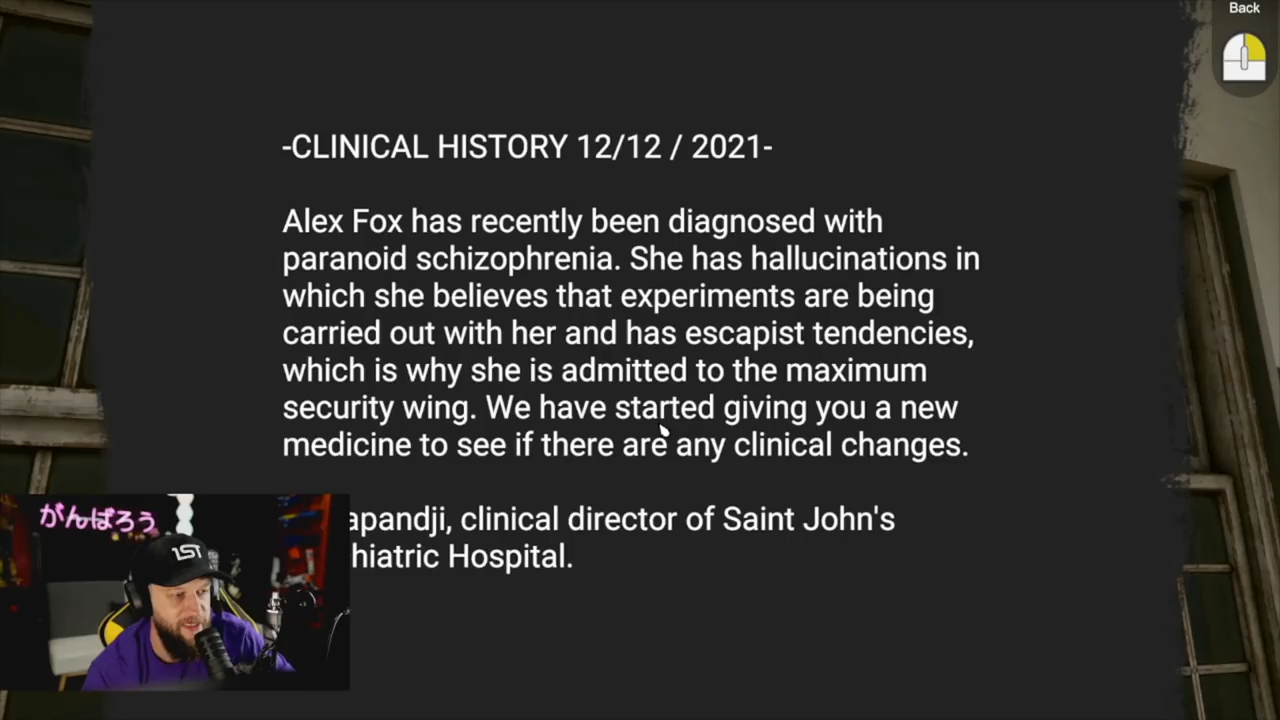 Back
-CLINICAL HISTORY 12/12 / 2021-
Alex Fox has recently been diagnosed with
paranoid schizophrenia. She has hallucinations in
which she believes that experiments are being
carried out with her and has escapist tendencies,
which is why she is admitted to the maximum
security wing. We have started giving you a new
medicine to see if there are any clinical changes.
clinical director of Saint John's
Hospital.
がんばろう
1ST